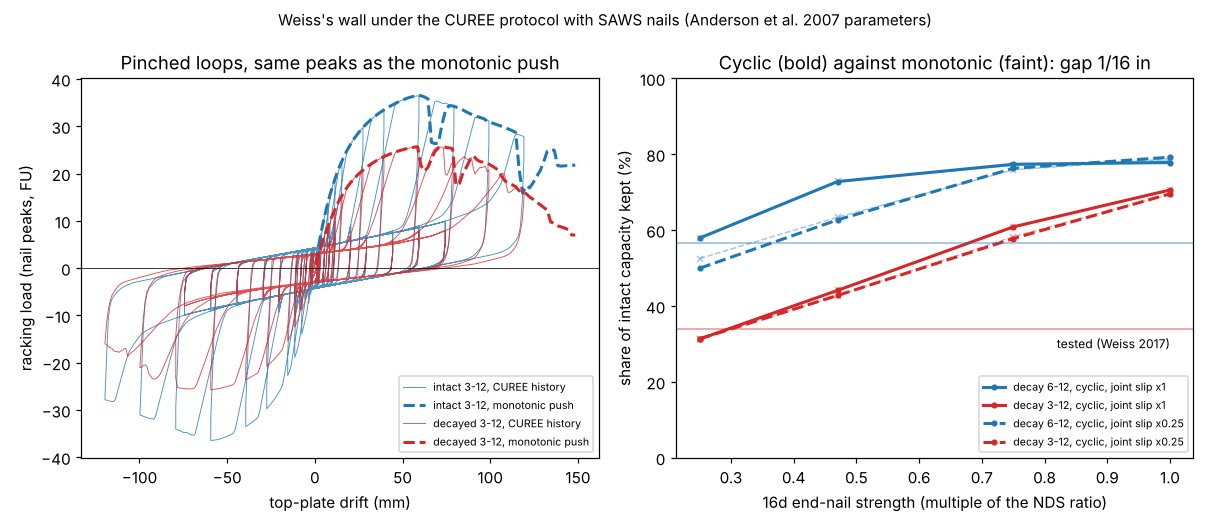 Weiss's wall under the CUREE protocol with SAWS nails (Anderson et al. 2007 parameters)
Pinched loops, same peaks as the monotonic push
racking load (nail peaks, FU)
40
30
20
10
0
−10
−20
−30
−40
−100
−50
0
50
100
150
top-plate drift (mm)
intact 3-12, CUREE history
intact 3-12, monotonic push
decayed 3-12, CUREE history
decayed 3-12, monotonic push
Cyclic (bold) against monotonic (faint): gap 1/16 in
share of intact capacity kept (%)
100
80
60
40
20
0
0.3
0.4
0.5
0.6
0.7
0.8
0.9
1.0
16d end-nail strength (multiple of the NDS ratio)
tested (Weiss 2017)
decay 6-12, cyclic, joint slip x1
decay 3-12, cyclic, joint slip x1
decay 6-12, cyclic, joint slip x0.25
decay 3-12, cyclic, joint slip x0.25